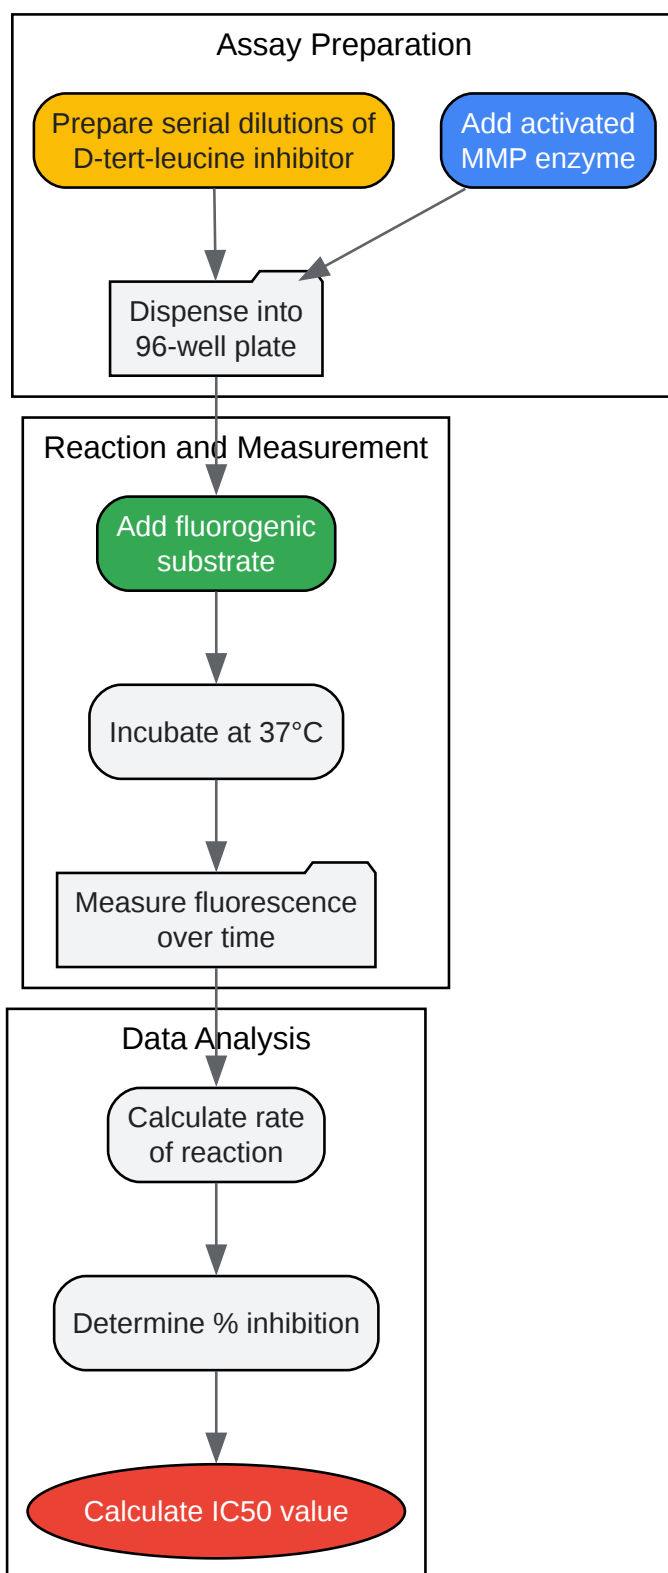 Assay Preparation
Prepare serial dilutions of
D-tert-leucine inhibitor
Add activated
MMP enzyme
Dispense into
96-well plate
Reaction and Measurement
Add fluorogenic
substrate
Incubate at 37°C
Measure fluorescence
over time
Data Analysis
Calculate rate
of reaction
Determine % inhibition
Calculate IC50 value